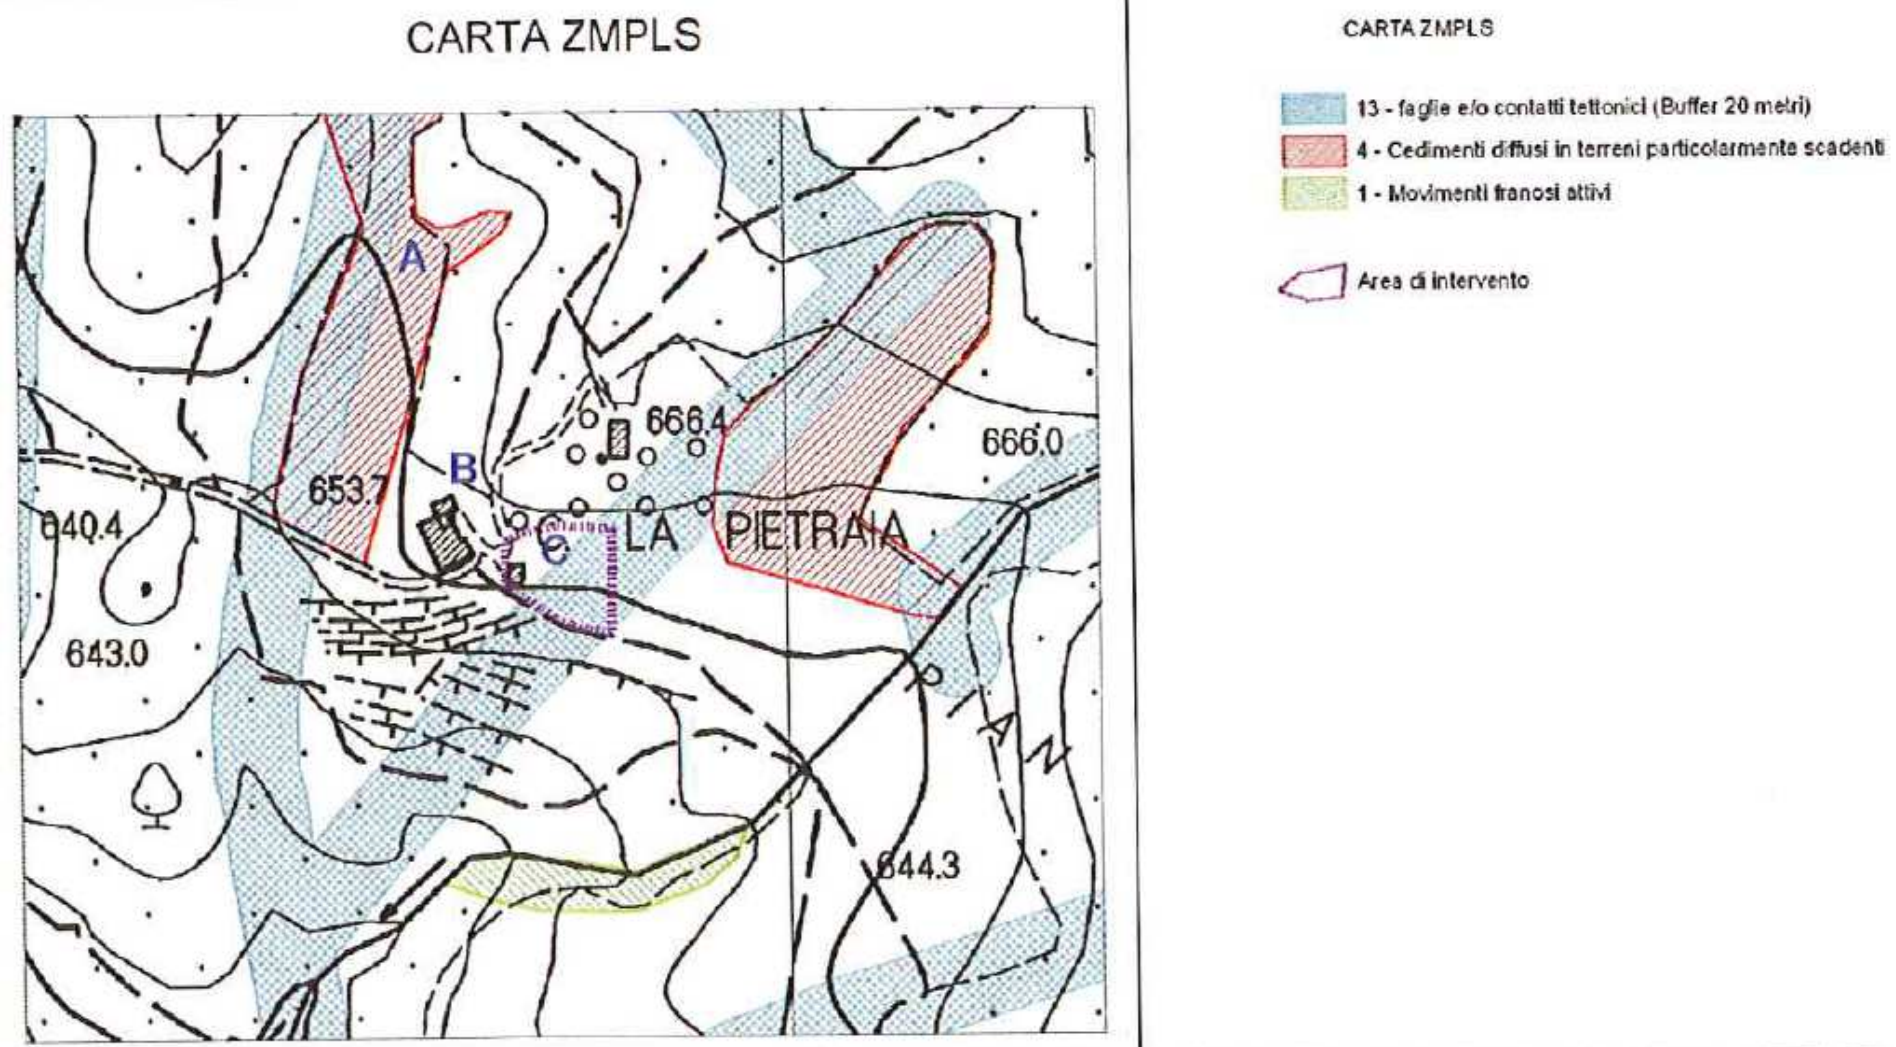 CARTA ZMPLS
A
653.7
B
C
666.4
666.0
640.4
LA PIETRAIA
643.0
PIAN
644.3
CARTA ZMPLS
13 - faglie e/o contatti tettonici (Buffer 20 metri)
4 - Cedimenti diffusi in terreni particolarmente scadenti
1 - Movimenti franosi attivi
Area di intervento